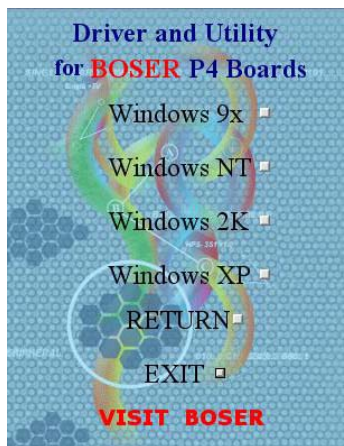 Driver and Utility
for BOSER P4 Boards
Windows 9x
A
Windows NT
B
Windows 2K
C
Windows XP
RETURN
EXIT
VISIT BOSER